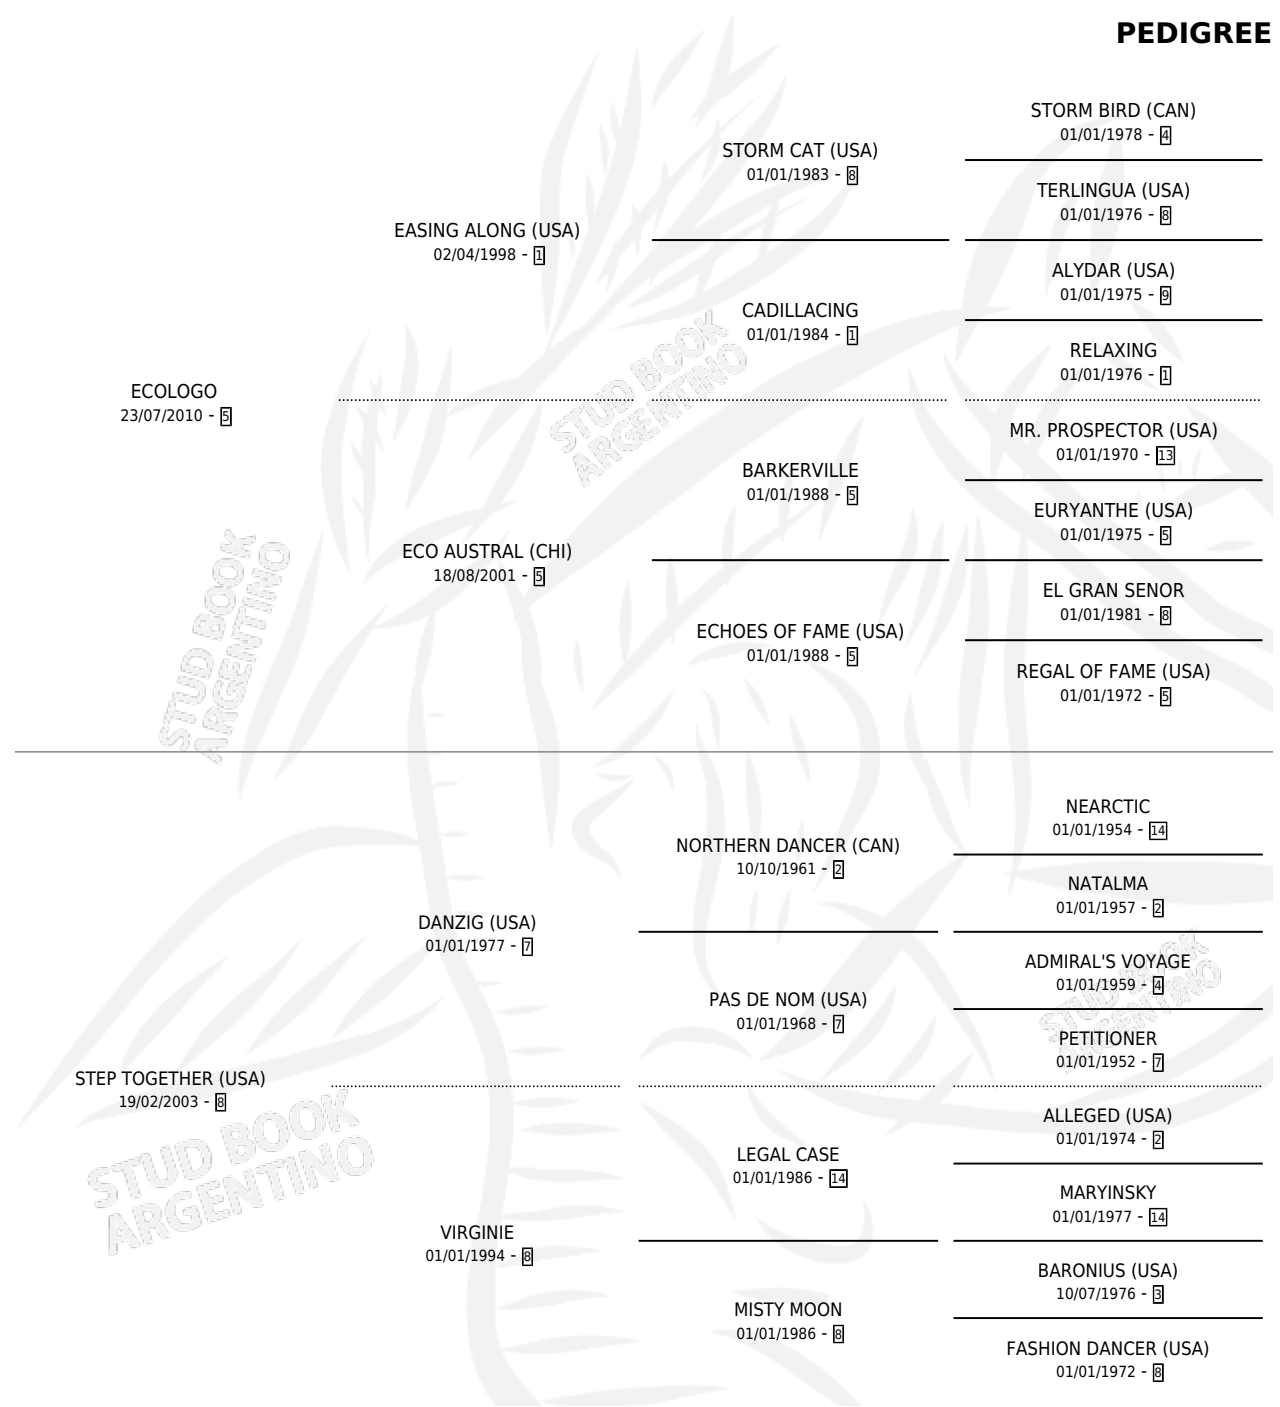 PEDIGREE
STORM BIRD (CAN)
01/01/1978 - 4
STORM CAT (USA)
01/01/1983 - 8
TERLINGUA (USA)
01/01/1976 - 8
EASING ALONG (USA)
02/04/1998 - 1
ALYDAR (USA)
01/01/1975 - 9
CADILLACING
01/01/1984 - 1
RELAXING
01/01/1976 - 1
ECOLOGO
23/07/2010 - 5
MR. PROSPECTOR (USA)
01/01/1970 - 13
BARKERVILLE
01/01/1988 - 5
EURYANTHE (USA)
01/01/1975 - 5
ECO AUSTRAL (CHI)
18/08/2001 - 5
EL GRAN SENOR
01/01/1981 - 8
ECHOES OF FAME (USA)
01/01/1988 - 5
REGAL OF FAME (USA)
01/01/1972 - 5
STUD BOOK
ARGENTINO
STUD BOOK
ARGENTINO
NEARCTIC
01/01/1954 - 14
NORTHERN DANCER (CAN)
10/10/1961 - 2
NATALMA
01/01/1957 - 2
DANZIG (USA)
01/01/1977 - 7
ADMIRAL'S VOYAGE
01/01/1959 - 4
PAS DE NOM (USA)
01/01/1968 - 7
PETITIONER
01/01/1952 - 7
STEP TOGETHER (USA)
19/02/2003 - 8
ALLEGED (USA)
01/01/1974 - 2
LEGAL CASE
01/01/1986 - 14
MARYINSKY
01/01/1977 - 14
VIRGINIE
01/01/1994 - 8
BARONIUS (USA)
10/07/1976 - 3
MISTY MOON
01/01/1986 - 8
FASHION DANCER (USA)
01/01/1972 - 8
STUD BOOK
ARGENTINO
STUD BOOK
ARGENTINO